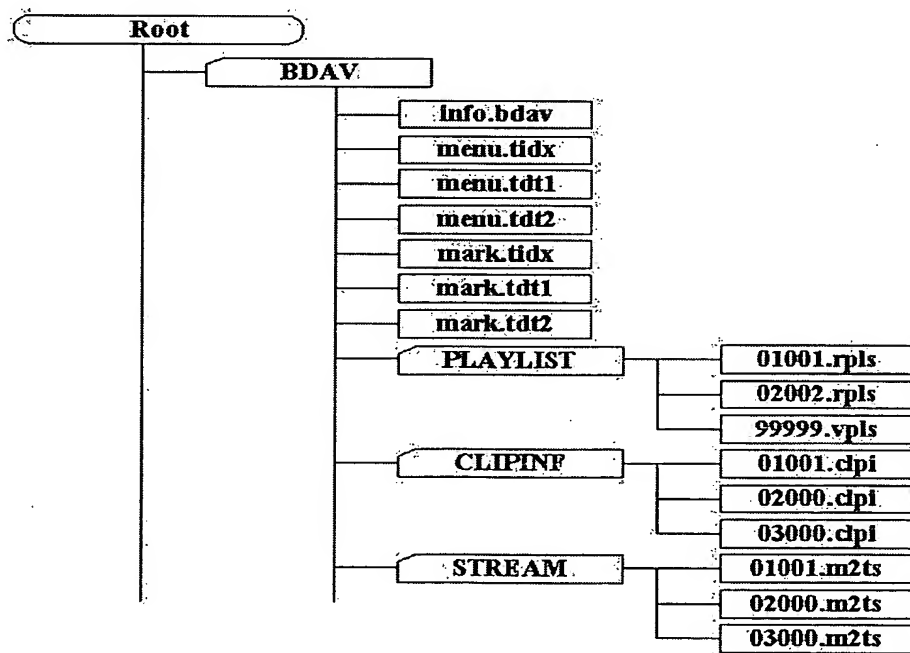 Root
BDAV
info.bdav
menu.tidx
menu.tdt1
menu.tdt2
mark.tidx
mark.tdt1
mark.tdt2
PLAYLIST
01001.rpls
02002.rpls
99999.vpls
CLIPINF
01001.clpi
02000.clpi
03000.clpi
STREAM
01001.m2ts
02000.m2ts
03000.m2ts